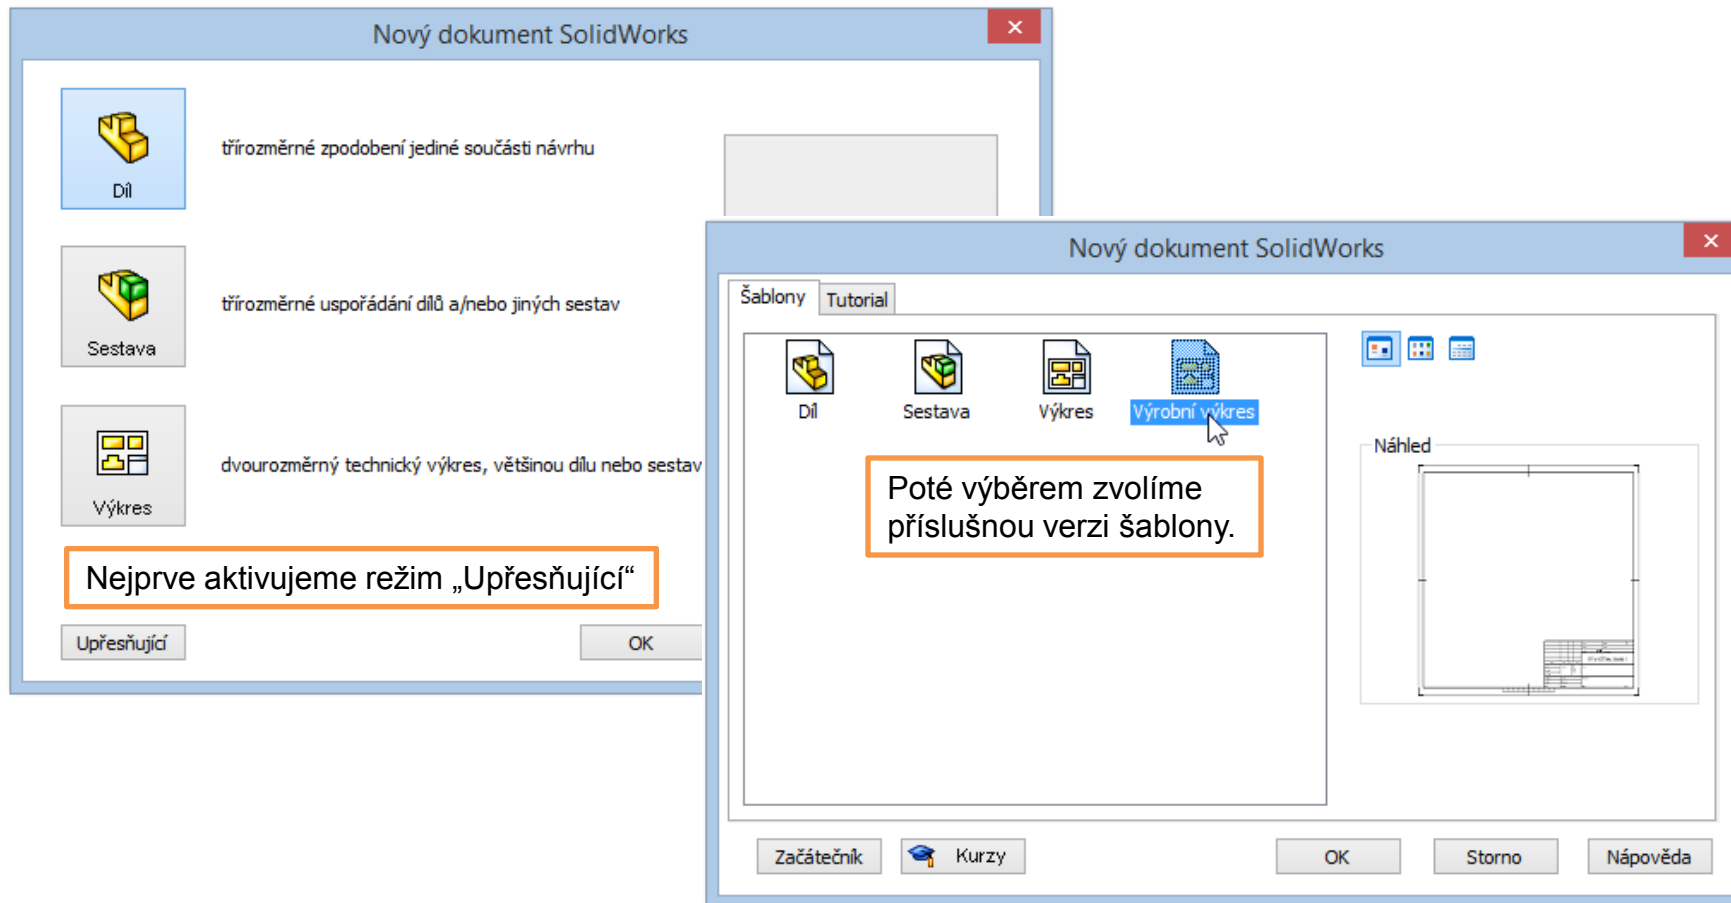 Nový dokument SolidWorks
Díl
třírozměrné zpodobení jediné součásti návrhu
Sestava
třírozměrné uspořádání dílů a/nebo jiných sestav
Výkres
dvourozměrný technický výkres, většinou dílu nebo sestav
Nejprve aktivujeme režim „Upřesňující“
Upřesňující
OK
Nový dokument SolidWorks
Šablony
Tutorial
Díl
Sestava
Výkres
Výrobní výkres
Náhled
Poté výběrem zvolíme
příslušnou verzi šablony.
Začátečník
Kurzy
OK
Storno
Nápověda